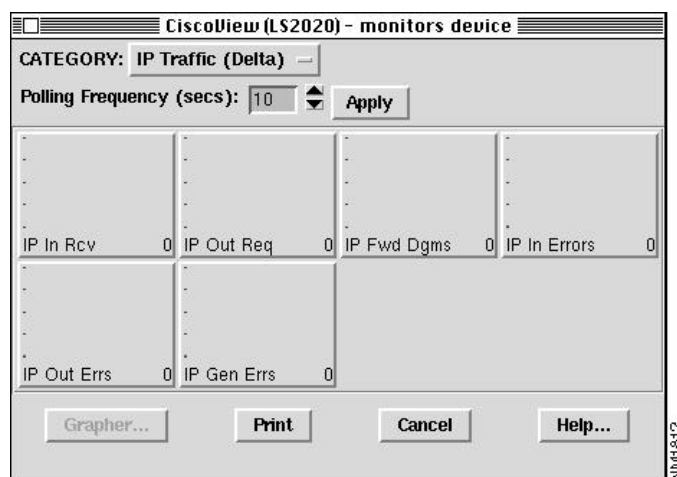 CiscoView (LS2020) - monitors device
CATEGORY: IP Traffic (Delta)
Polling Frequency (secs): 10 Apply
IP In Rcv 0 IP Out Req 0 IP Fwd Dgms 0 IP In Errors 0
IP Out Errs 0 IP Gen Errs 0
Grapher... Print Cancel Help...